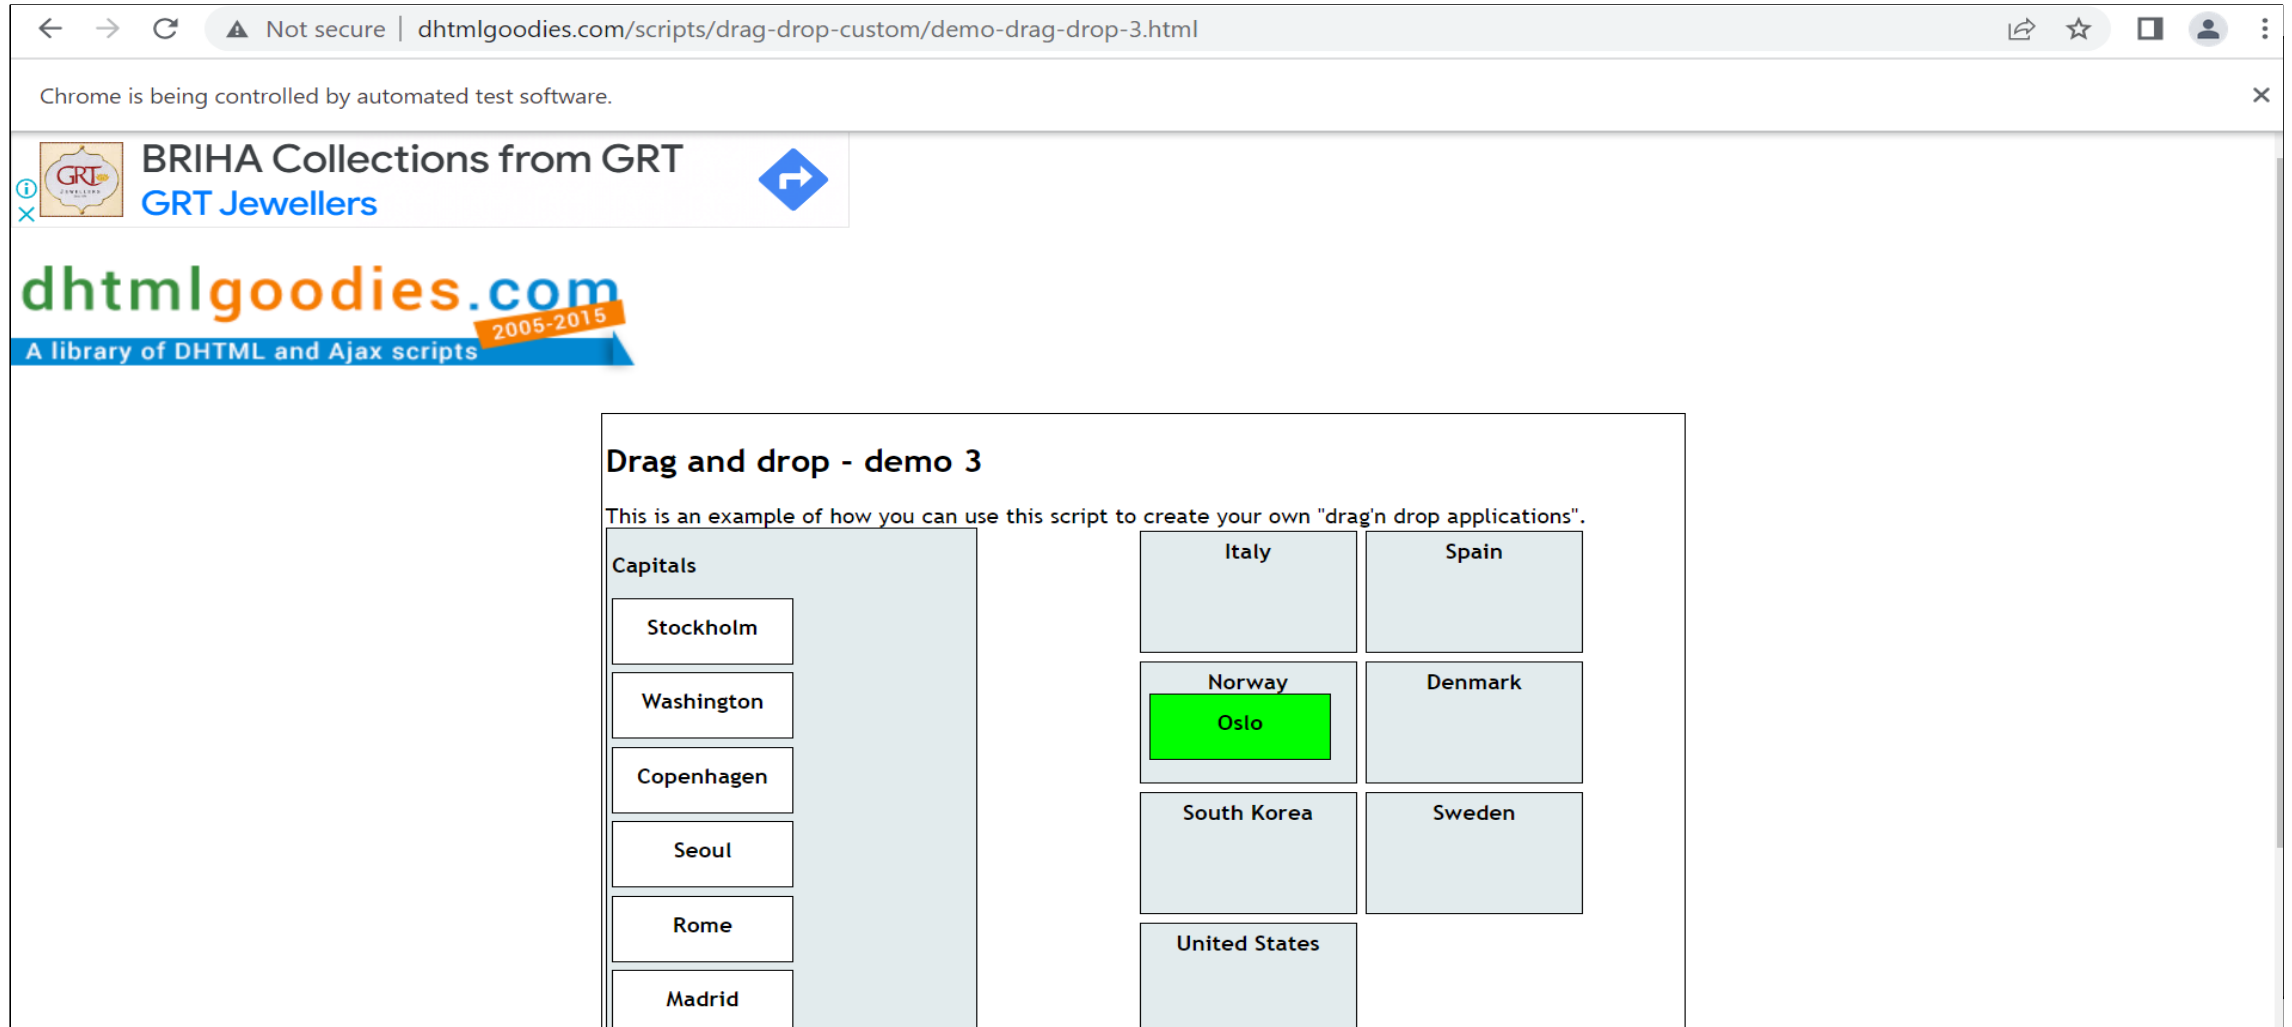 Not secure | dhtmlgoodies.com/scripts/drag-drop-custom/demo-drag-drop-3.html
Chrome is being controlled by automated test software.
GRT
BRIHA Collections from GRT
GRT Jewellers
dhtmlgoodies.com
2005-2015
A library of DHTML and Ajax scripts
Drag and drop - demo 3
This is an example of how you can use this script to create your own "drag'n drop applications".
Capitals
Stockholm
Washington
Copenhagen
Seoul
Rome
Madrid
Italy
Spain
Norway
Denmark
Oslo
South Korea
Sweden
United States